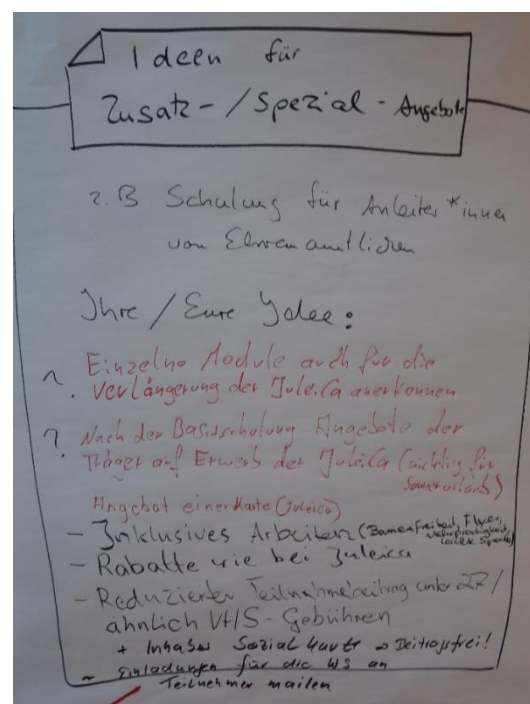 Ideen für
Zusatz- / Spezial - Angebote
z.B Schulung für Anleiter*innen
von Ehrenamtlichen
Ihre / Eure Idee:
Einzelne Module auch für die
Verlängerung der JuleiCa anerkennen
? Nach der Basisschulung Angebote der
Träger auf Erwerb der JuleiCa (wichtig für
Angebot einer Karte (Juleica)
- Inklusives Arbeiten (Barrierefreiheit, Flyer,
Mehrsprachigkeit,
leichte Sprache)
- Rabatte wie bei Juleica
- Reduzierter Teilnahmebeitrag unter 27/
ähnlich VHS-Gebühren
+ Inhaber Sozialkarte => Beitragsfrei!
~ Einladungen für die WS an
Teilnehmer mailen